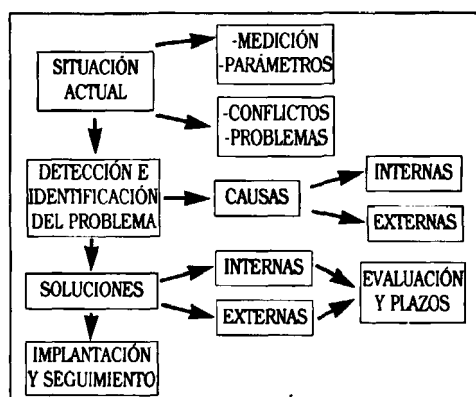 SITUACIÓN
ACTUAL
-MEDICIÓN
-PARÁMETROS
-CONFLICTOS
-PROBLEMAS
DETECCIÓN E
IDENTIFICACIÓN
DEL PROBLEMA
CAUSAS
INTERNAS
EXTERNAS
SOLUCIONES
INTERNAS
EXTERNAS
EVALUACIÓN
Y PLAZOS
IMPLANTACIÓN
Y SEGUIMIENTO